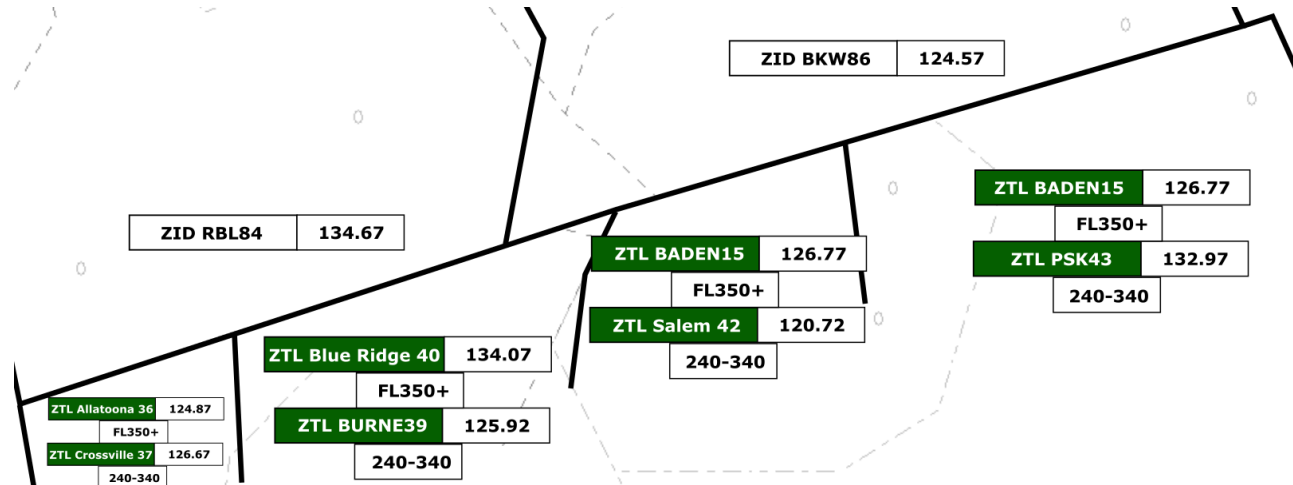 ZID BKW86 124.57
ZTL BADEN15 126.77
FL350+
ZTL PSK43 132.97
240-340
ZID RBL84 134.67
ZTL BADEN15 126.77
FL350+
ZTL Salem 42 120.72
240-340
ZTL Blue Ridge 40 134.07
FL350+
ZTL BURNE39 125.92
240-340
ZTL Allatoona 36 124.87
FL350+
ZTL Crossville 37 126.67
240-340